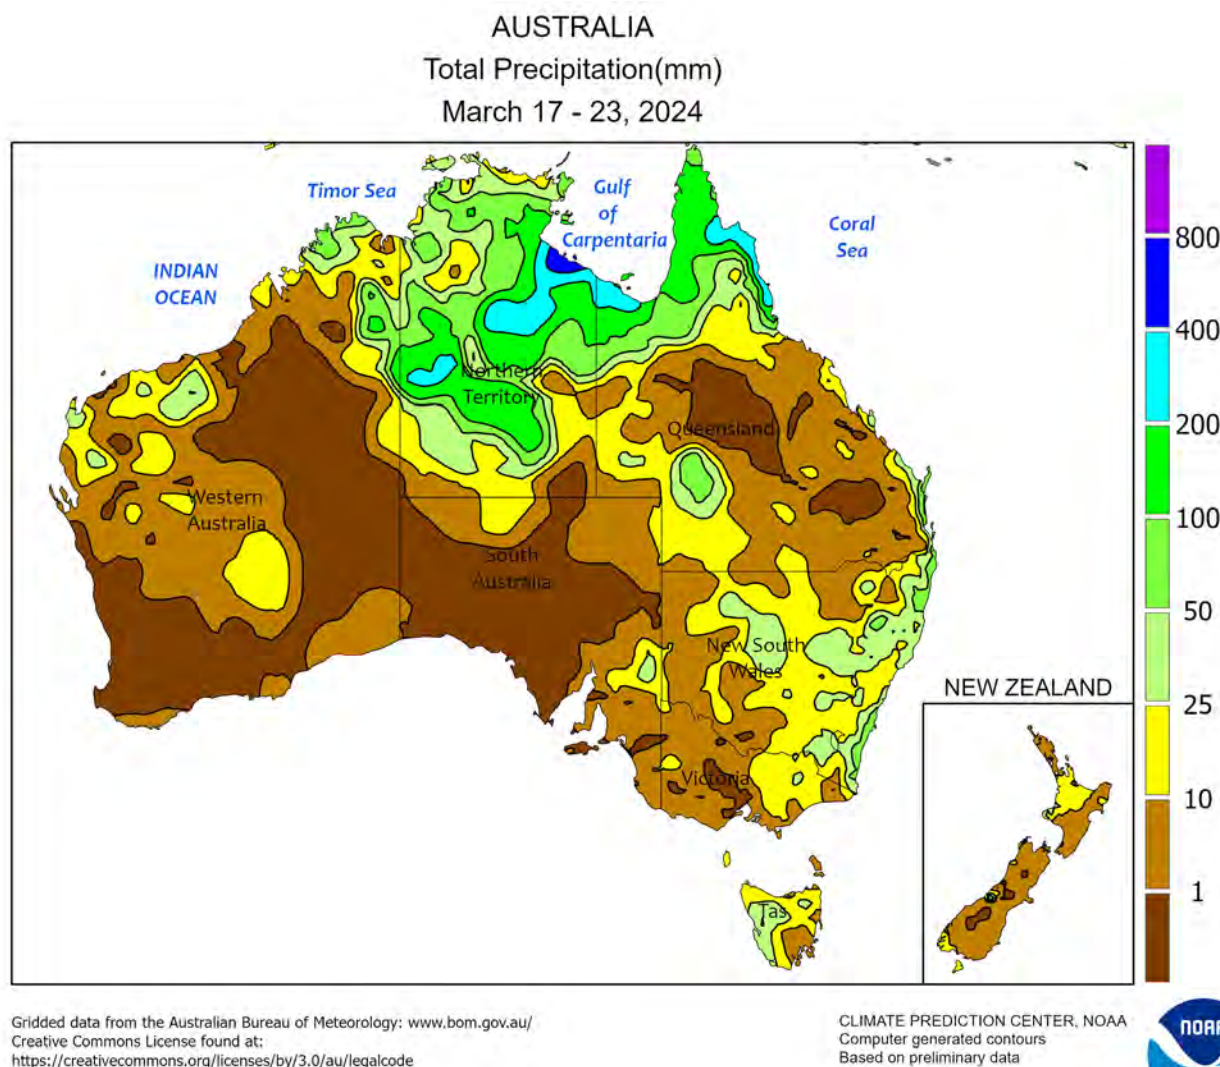 AUSTRALIA
Total Precipitation(mm)
March 17 - 23, 2024
Timor Sea
Gulf
of
Carpentaria
Coral
Sea
INDIAN
OCEAN
Northern
Territory
Queensland
Western
Australia
South
Australia
New South
Wales
Victoria
Tas
NEW ZEALAND
800
400
200
100
50
25
10
1
Gridded data from the Australian Bureau of Meteorology: www.bom.gov.au/
Creative Commons License found at:
https://creativecommons.org/licenses/by/3.0/au/legalcode
CLIMATE PREDICTION CENTER, NOAA
Computer generated contours
Based on preliminary data
NOAA